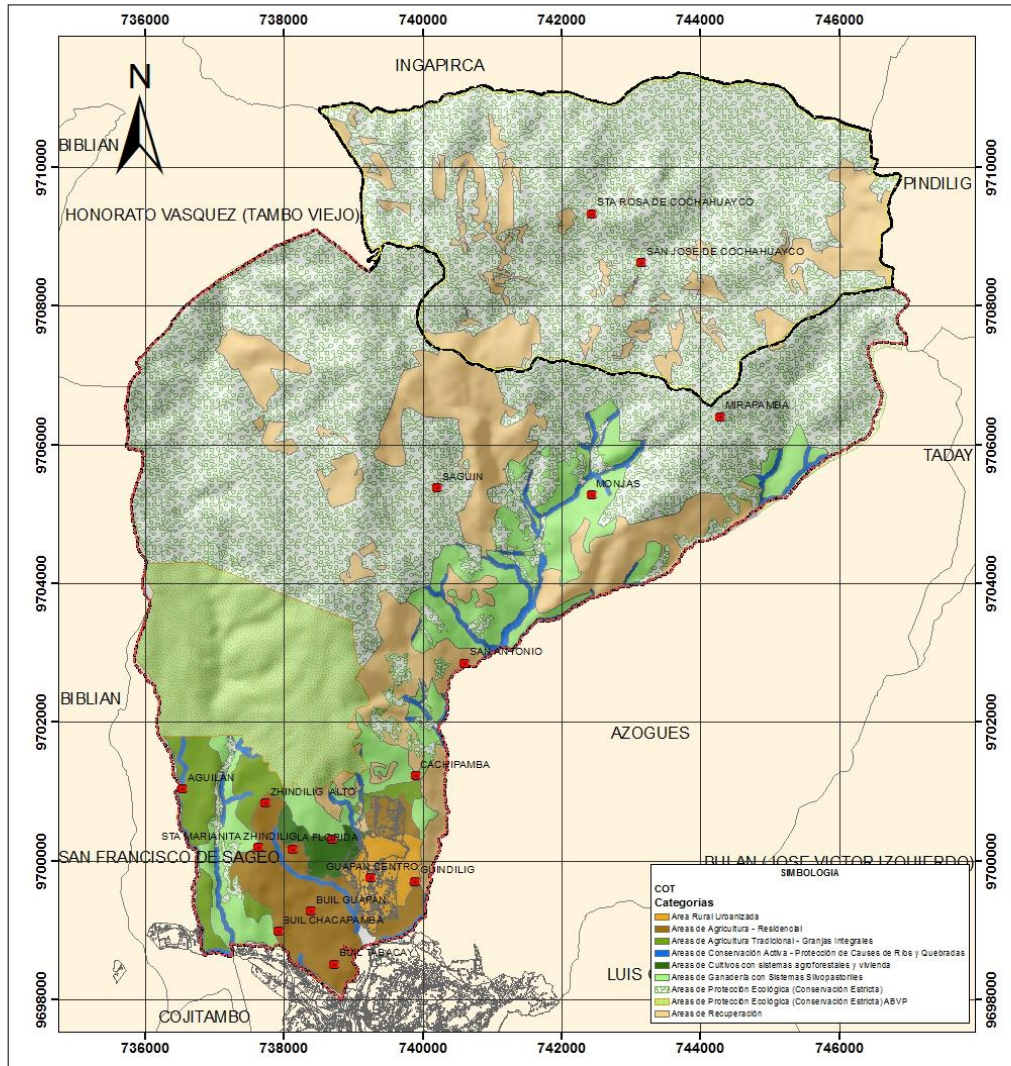 736000 738000 740000 742000 744000 746000
INGAPIRCA
N
BIBLIAN
9710000 9710000
PINDILIG
HONORATO VASQUEZ (TAMBO VIEJO)
STA ROSA DE COCHAHUAYCO
SAN JOSE DE COCHAHUAYCO
9708000 9708000
MIRAPAMBA
9706000 9706000
TADAY
SAGUIN
MONJAS
9704000 9704000
SAN ANTONIO
BIBLIAN
9702000 9702000
AZOGUES
CACHIPAMBA
AGUILAN
ZHINDILIG ALTO
STA MARIANITA ZHINDILIG LA FLORIDA
SAN FRANCISCO DE SAGEO
9700000 9700000
BULAN (JOSE VICTOR IZQUIERDO)
GUAPAN CENTRO
GUINDILIG
BUIL GUAPAN
BUIL CHACAPAMBA
BUIL TABACAY
SIMBOLOGIA
COT
Categorias
Area Rural Urbanizada
Areas de Agricultura - Residencial
Areas de Agricultura Tradicional - Granjas Integrales
Areas de Conservación Activa - Protección de Causes de Ríos y Quebradas
Areas de Cultivos con sistemas agroforestales y vivienda
Areas de Ganadería con Sistemas Silvopastoriles
Areas de Protección Ecológica (Conservación Estricta)
Areas de Protección Ecológica (Conservación Estricta) ABVP
Areas de Recuperación
LUIS
9698000 9698000
COJITAMBO
736000 738000 740000 742000 744000 746000